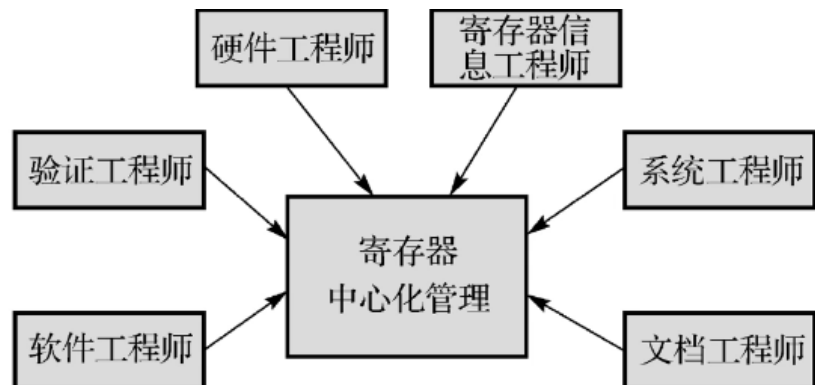 硬件工程师
寄存器信
息工程师
验证工程师
系统工程师
寄存器
中心化管理
软件工程师
文档工程师